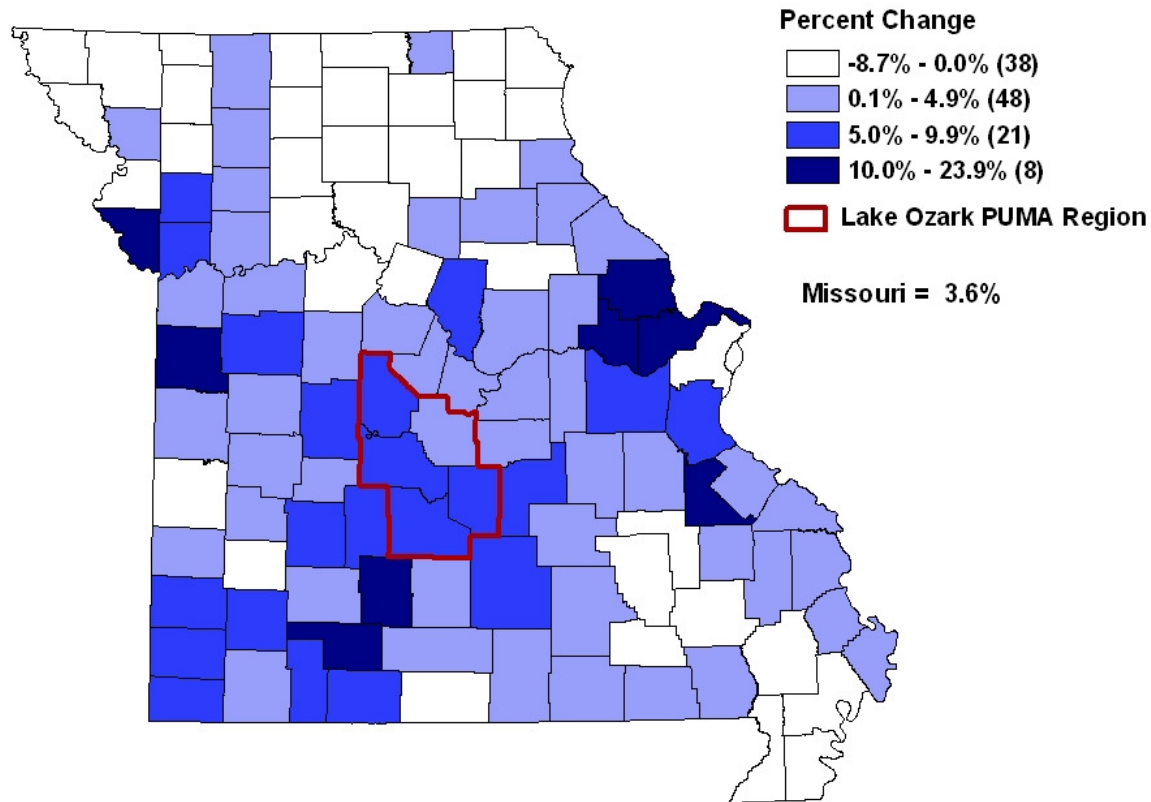 Percent Change
-8.7% - 0.0% (38)
0.1% - 4.9% (48)
5.0% - 9.9% (21)
10.0% - 23.9% (8)
Lake Ozark PUMA Region
Missouri = 3.6%